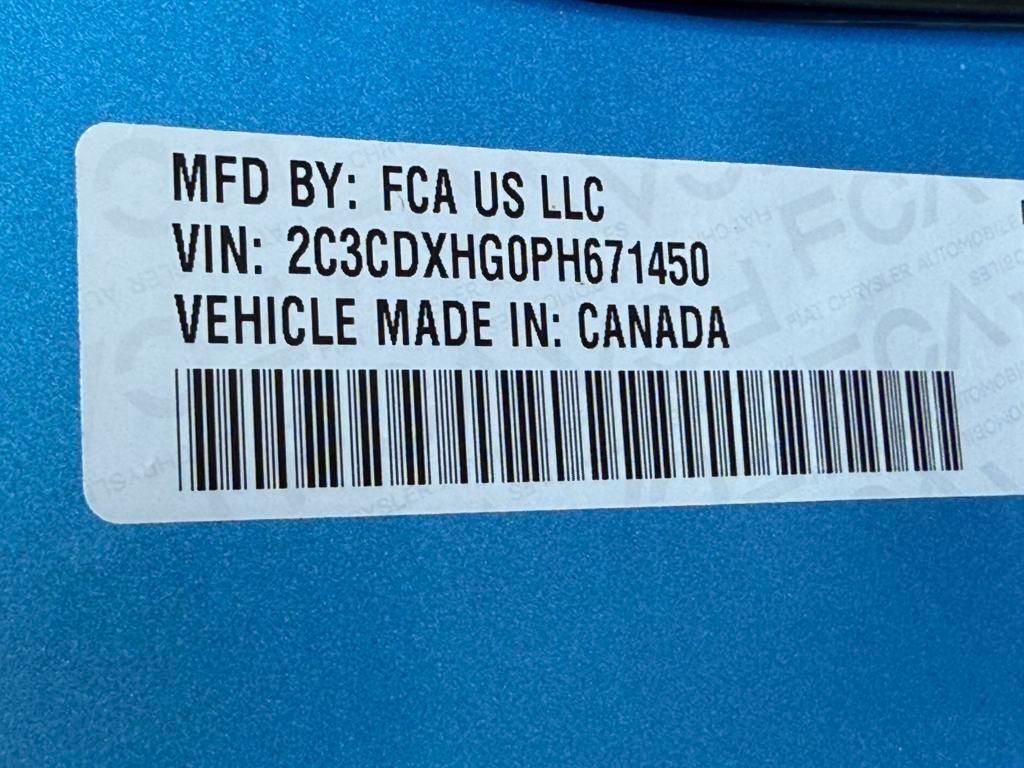 MFD BY: FCA US LLC
VIN: 2C3CDXHG0PH671450
VEHICLE MADE IN: CANADA